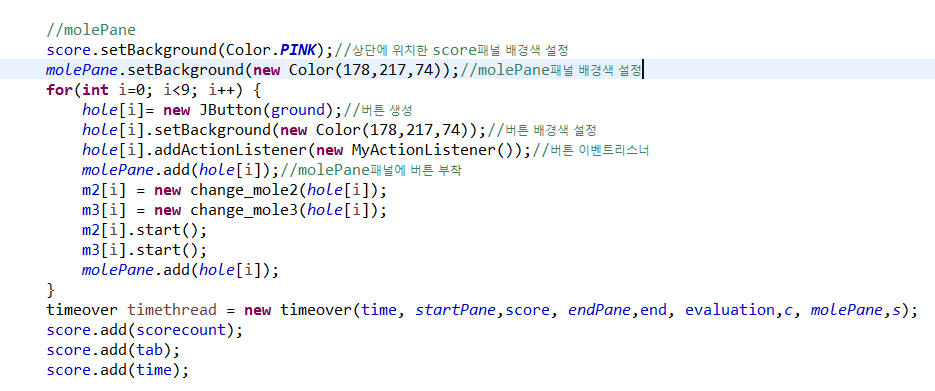 //molePane
score.setBackground(Color.PINK);//상단에 위치한 score패널 배경색 설정
molePane.setBackground(new Color(178,217,74));//molePane패널 배경색 설정
for(int i=0; i<9; i++) {
hole[i]= new JButton(ground);//버튼 생성
hole[i].setBackground(new Color(178,217,74));//버튼 배경색 설정
hole[i].addActionListener(new MyActionListener());//버튼 이벤트리스너
molePane.add(hole[i]);//molePane패널에 버튼 부착
m2[i] = new change_mole2(hole[i]);
m3[i] = new change_mole3(hole[i]);
m2[i].start();
m3[i].start();
molePane.add(hole[i]);
}
timeover timethread = new timeover(time, startPane,score, endPane,end, evaluation,c, molePane,s);
score.add(scorecount);
score.add(tab);
score.add(time);